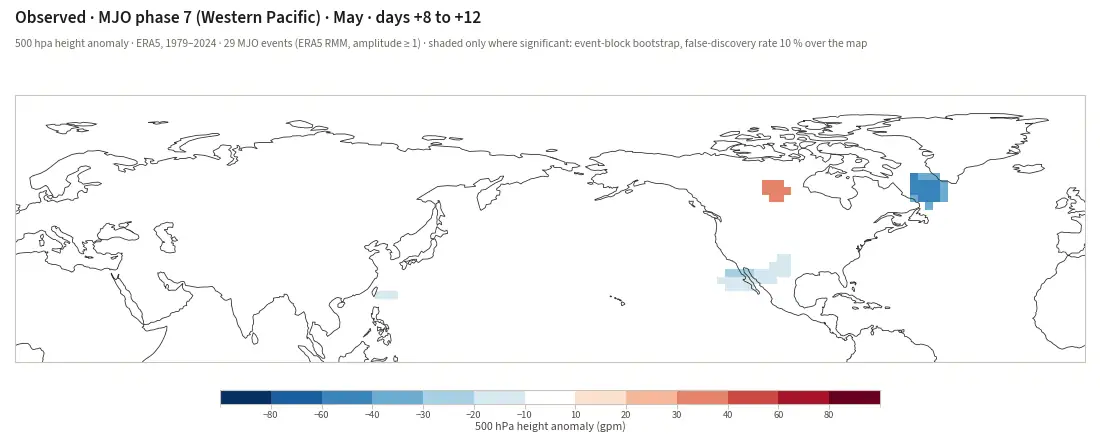 Observed · MJO phase 7 (Western Pacific) · May · days +8 to +12
500 hpa height anomaly · ERA5, 1979–2024 · 29 MJO events (ERA5 RMM, amplitude ≥ 1) · shaded only where significant: event-block bootstrap, false-discovery rate 10 % over the map
−80 −60 −40 −30 −20 −10 10 20 30 40 60 80
500 hPa height anomaly (gpm)